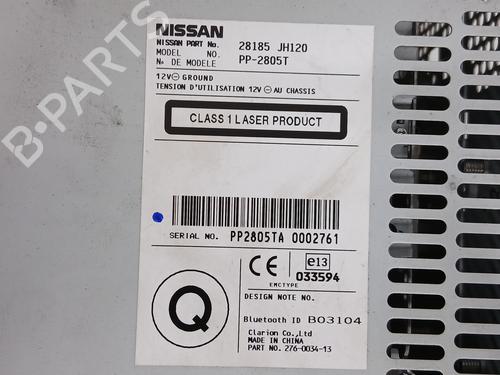 NISSAN
NISSAN PART No. 28185 JH120
MODEL NO. PP-2805T
No DE MODELE
12V⊖ GROUND
TENSION D'UTILISATION 12V⊖ AU CHASSIS
CLASS 1 LASER PRODUCT
SERIAL NO. PP2805TA 0002761
CE e13
033594
EMCTYPE
Q
DESIGN NOTE NO.
Bluetooth ID B03104
Clarion Co.,Ltd
MADE IN CHINA
PART NO. 276-0034-13
B-PARTS